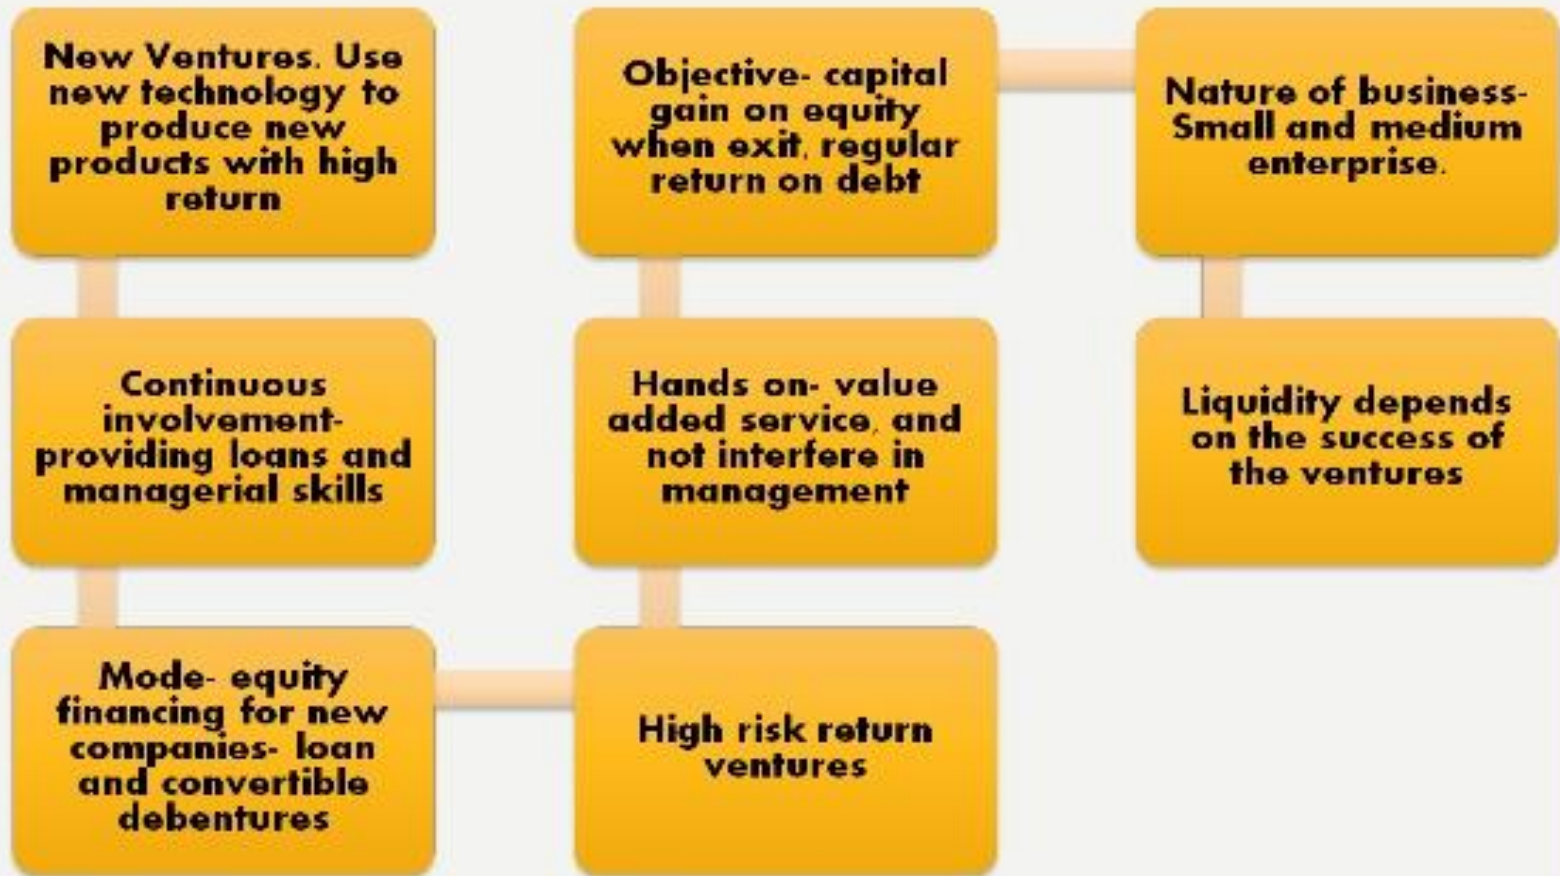 New Ventures. Use
new technology to
produce new
products with high
return
Continuous
involvement-
providing loans and
managerial skills
Mode- equity
financing for new
companies- loan
and convertible
debentures
High risk return
ventures
Hands on- value
added service, and
not interfere in
management
Objective- capital
gain on equity
when exit, regular
return on debt
Nature of business-
Small and medium
enterprise.
Liquidity depends
on the success of
the ventures